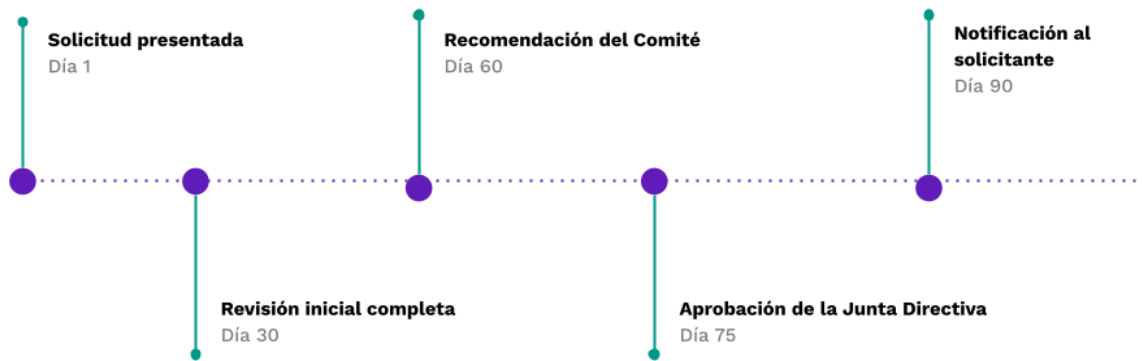 Solicitud presentada
Día 1
Revisión inicial completa
Día 30
Recomendación del Comité
Día 60
Aprobación de la Junta Directiva
Día 75
Notificación al
solicitante
Día 90